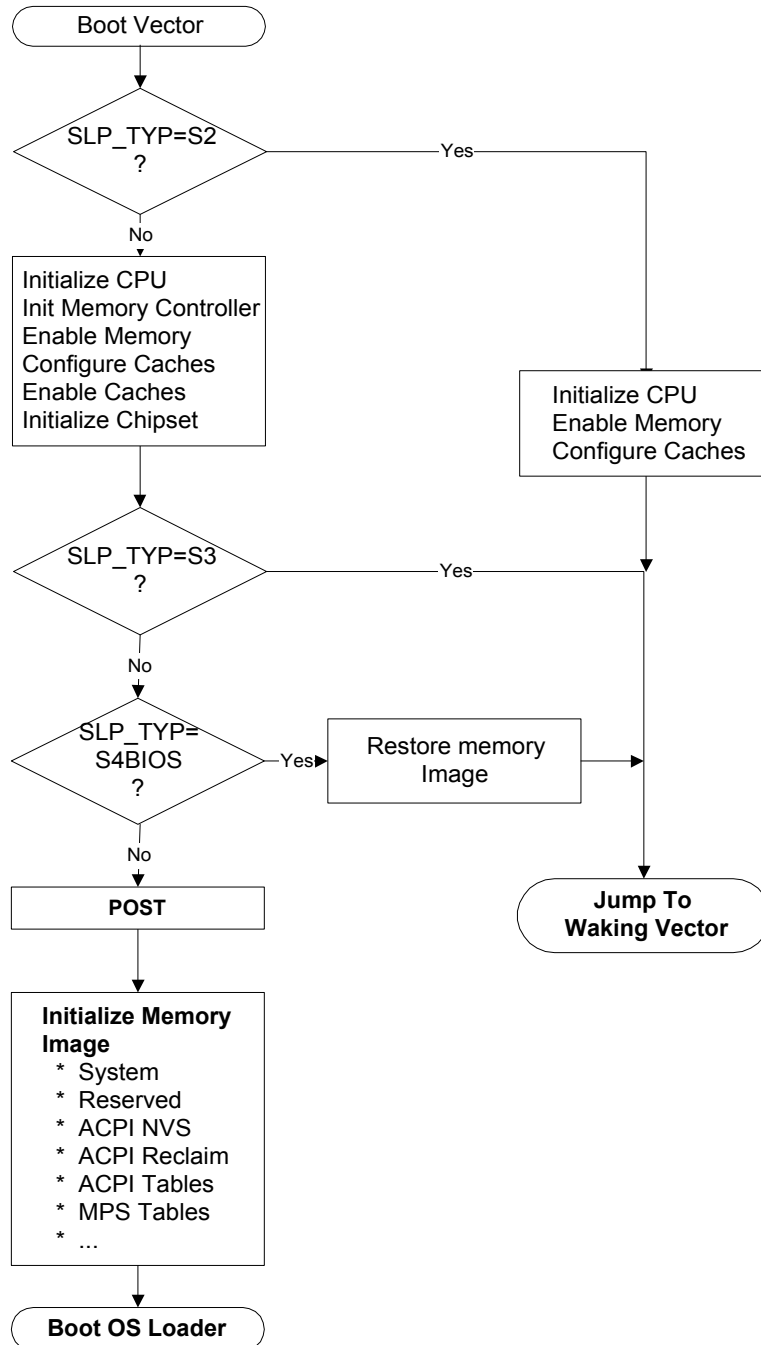 Boot Vector
SLP_TYP=S2
?
Yes
No
Initialize CPU
Init Memory Controller
Enable Memory
Configure Caches
Enable Caches
Initialize Chipset
Initialize CPU
Enable Memory
Configure Caches
SLP_TYP=S3
?
Yes
No
SLP_TYP=
S4BIOS
?
Yes
Restore memory
Image
No
POST
Jump To
Waking Vector
Initialize Memory
Image
* System
* Reserved
* ACPI NVS
* ACPI Reclaim
* ACPI Tables
* MPS Tables
* ...
Boot OS Loader